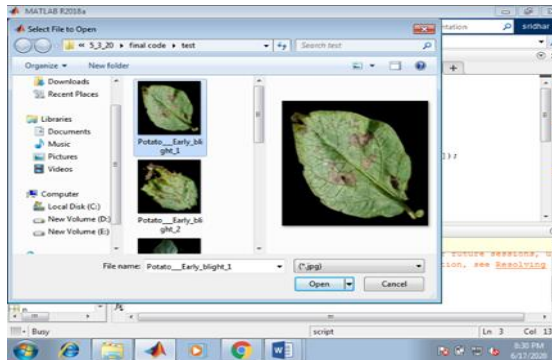 MATLAB R2018a
Select File to Open
« 5_3_20 ▸ final code ▸ test
Search test
ntation
sridhar
Organize
New folder
Downloads
Recent Places
Libraries
Documents
Music
Pictures
Videos
Computer
Local Disk (C:)
New Volume (D:)
New Volume (E:)
Potato___Early_bli
ght_1
Potato___Early_bli
ght_2
File name:
Potato___Early_blight_1
(*.jpg)
Open
Cancel
future sessions, u
ion, see Resolving
fx
Busy
script
Ln 3
Col 13
8:30 PM
6/17/2020